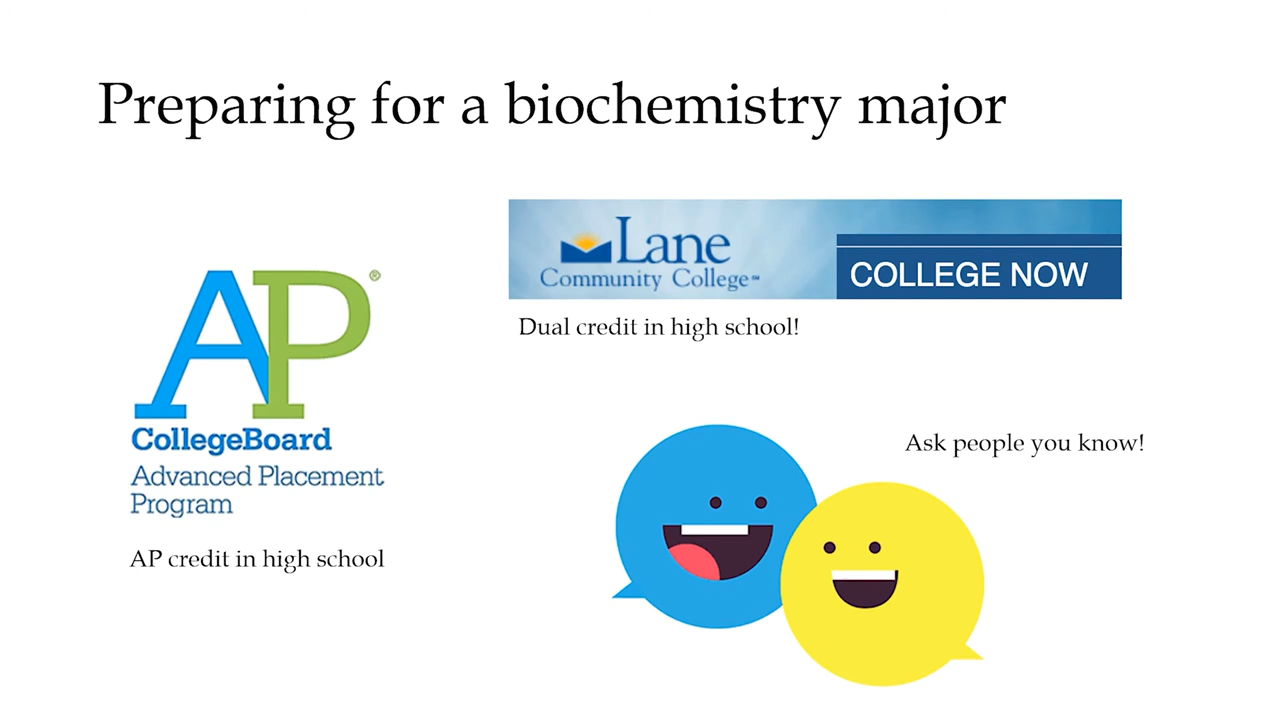 Preparing for a biochemistry major
AP®
CollegeBoard
Advanced Placement
Program
AP credit in high school
Lane
Community College™
COLLEGE NOW
Dual credit in high school!
Ask people you know!